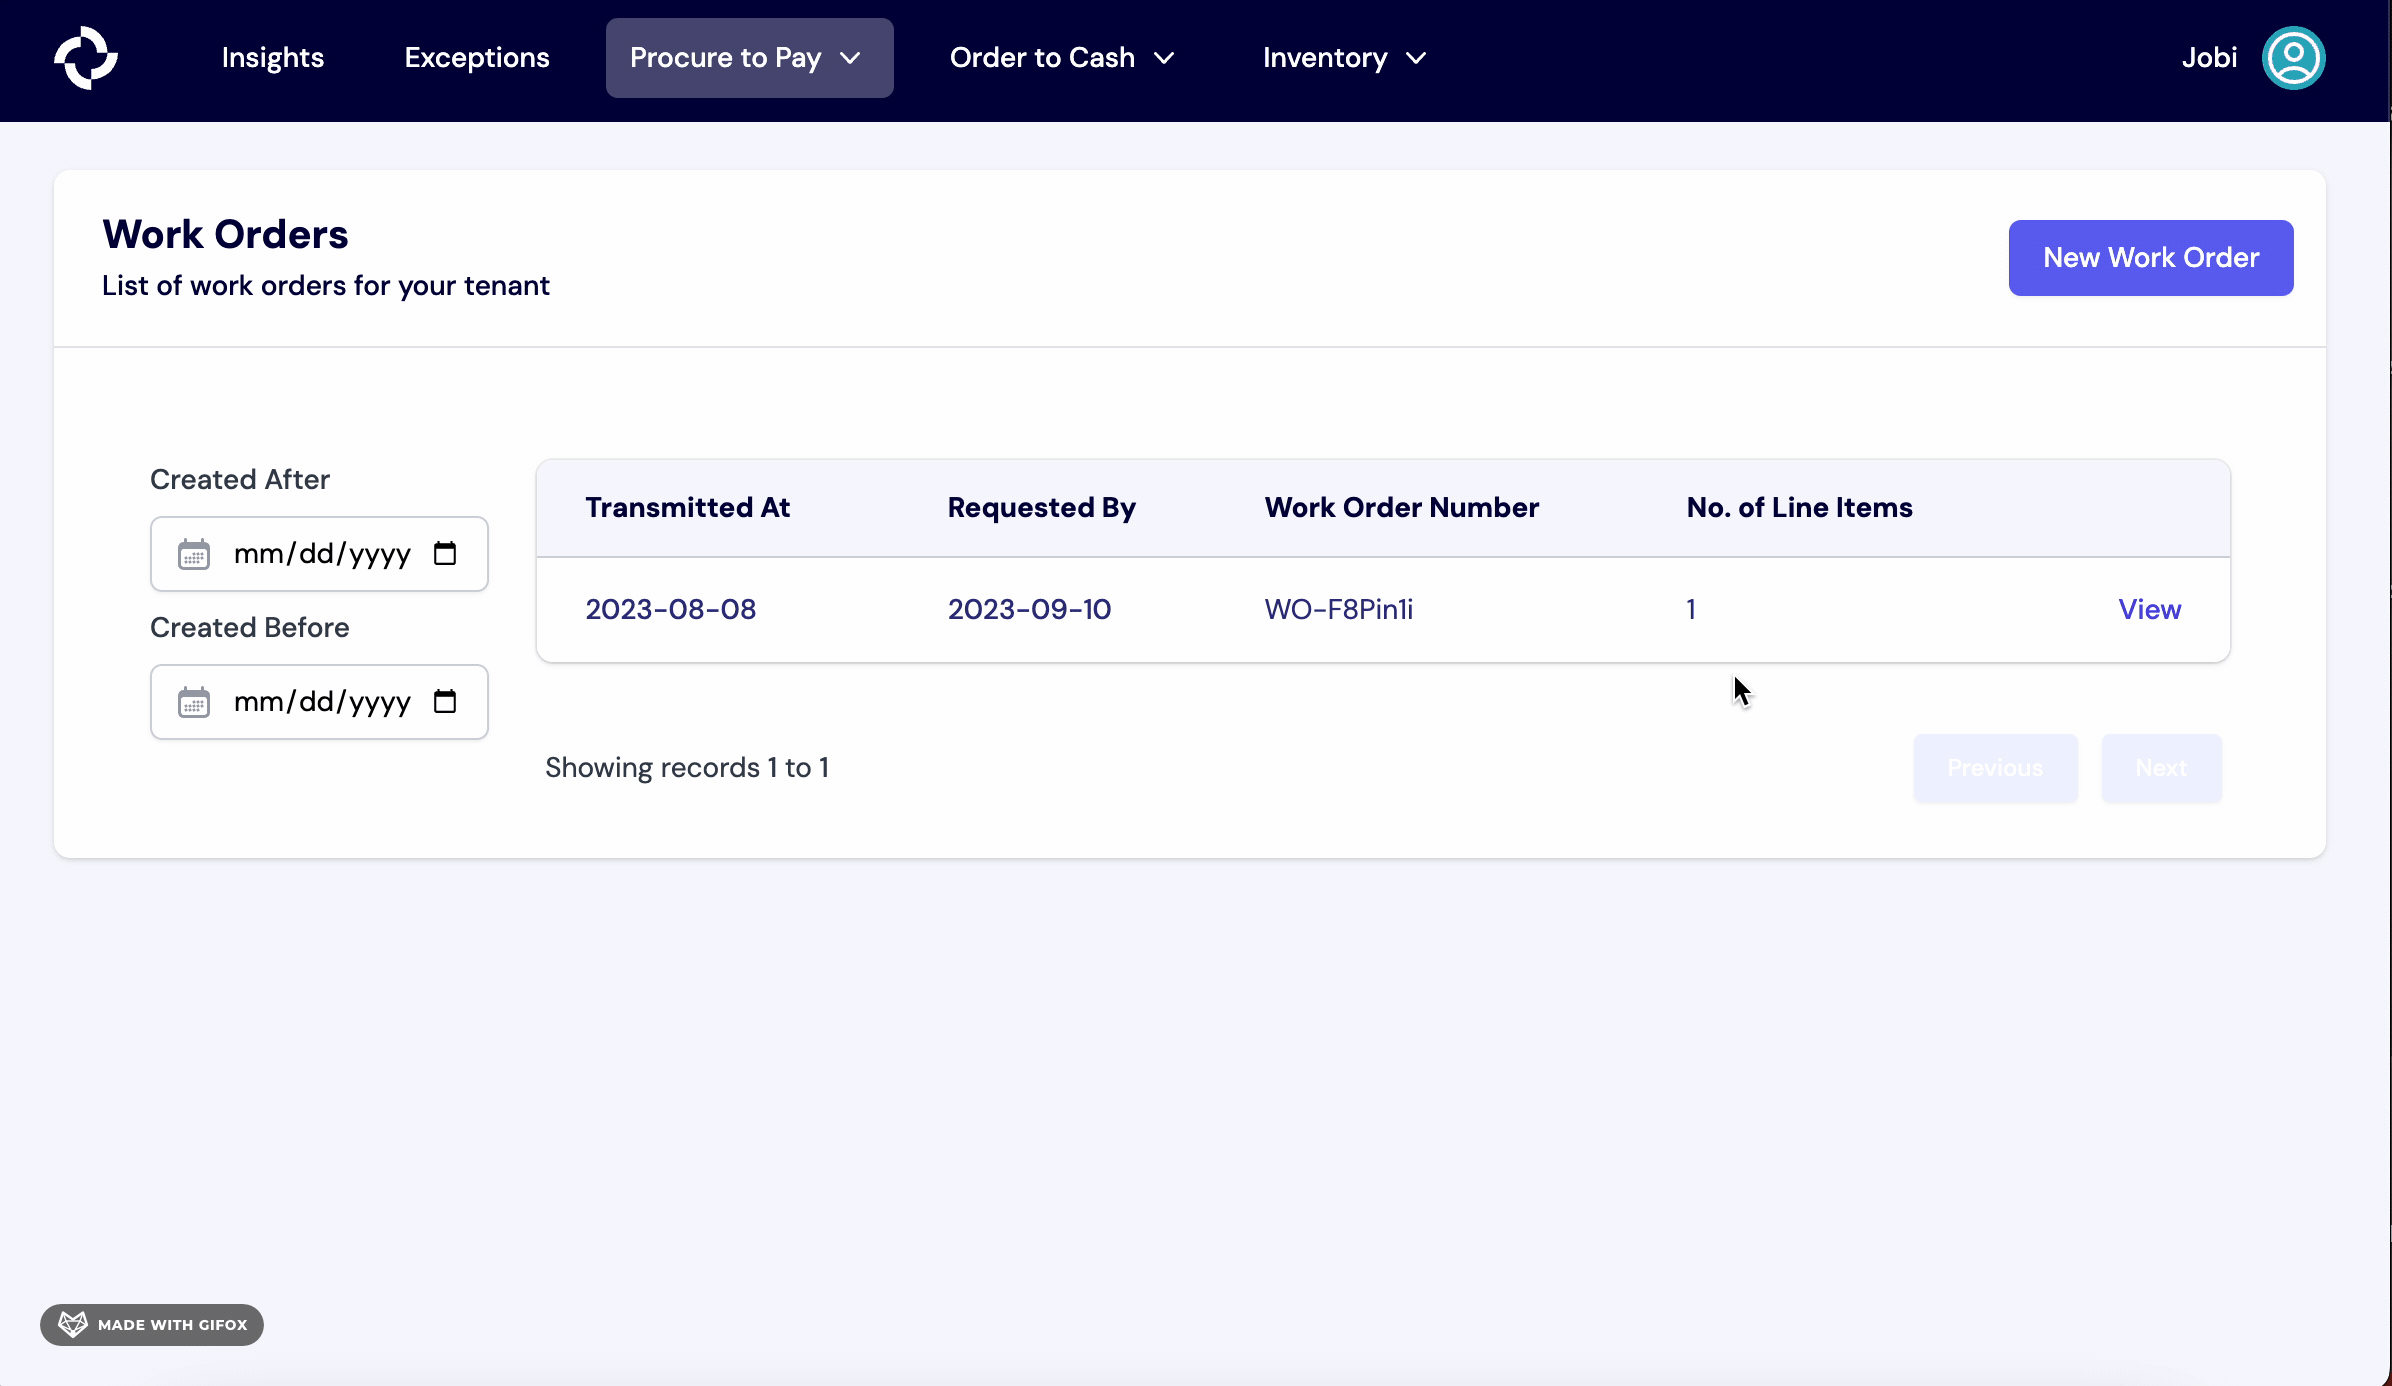 Insights Exceptions Procure to Pay Order to Cash Inventory Jobi
Work Orders
List of work orders for your tenant
New Work Order
Created After
mm/dd/yyyy
Created Before
mm/dd/yyyy
Transmitted At Requested By Work Order Number No. of Line Items
2023-08-08 2023-09-10 WO-F8Pin1i 1 View
Showing records 1 to 1
Previous Next
MADE WITH GIFOX